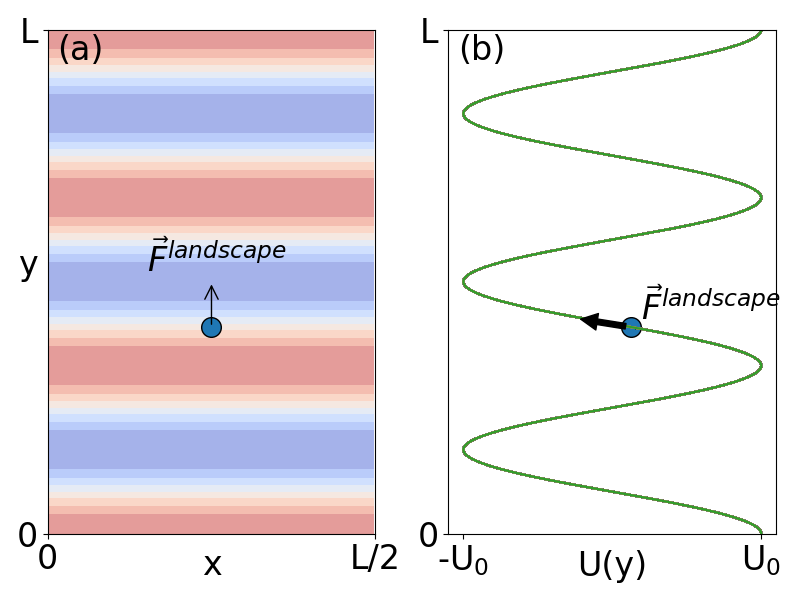 L
(a)
y
F⃗landscape
0
0
x
L/2
L
(b)
F⃗landscape
0
-U₀
U(y)
U₀